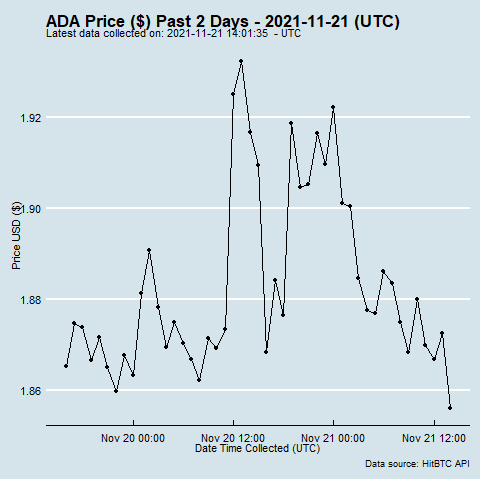 ADA Price ($) Past 2 Days - 2021-11-21 (UTC)
Latest data collected on: 2021-11-21 14:01:35 - UTC
Price USD ($)
1.92
1.90
1.88
1.86
Nov 20 00:00 Nov 20 12:00 Nov 21 00:00 Nov 21 12:00
Date Time Collected (UTC)
Data source: HitBTC API